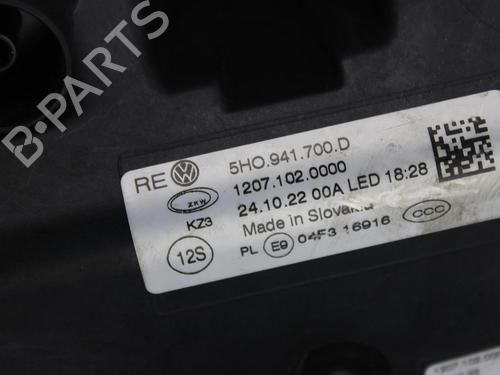 B-PARTS
RE
5H0.941.700.D
1207.102.0000
24.10.22 00A LED 18:28
Made in Slovakia
ZKW
KZ3
12S
PL E9 04F3 16916
CCC